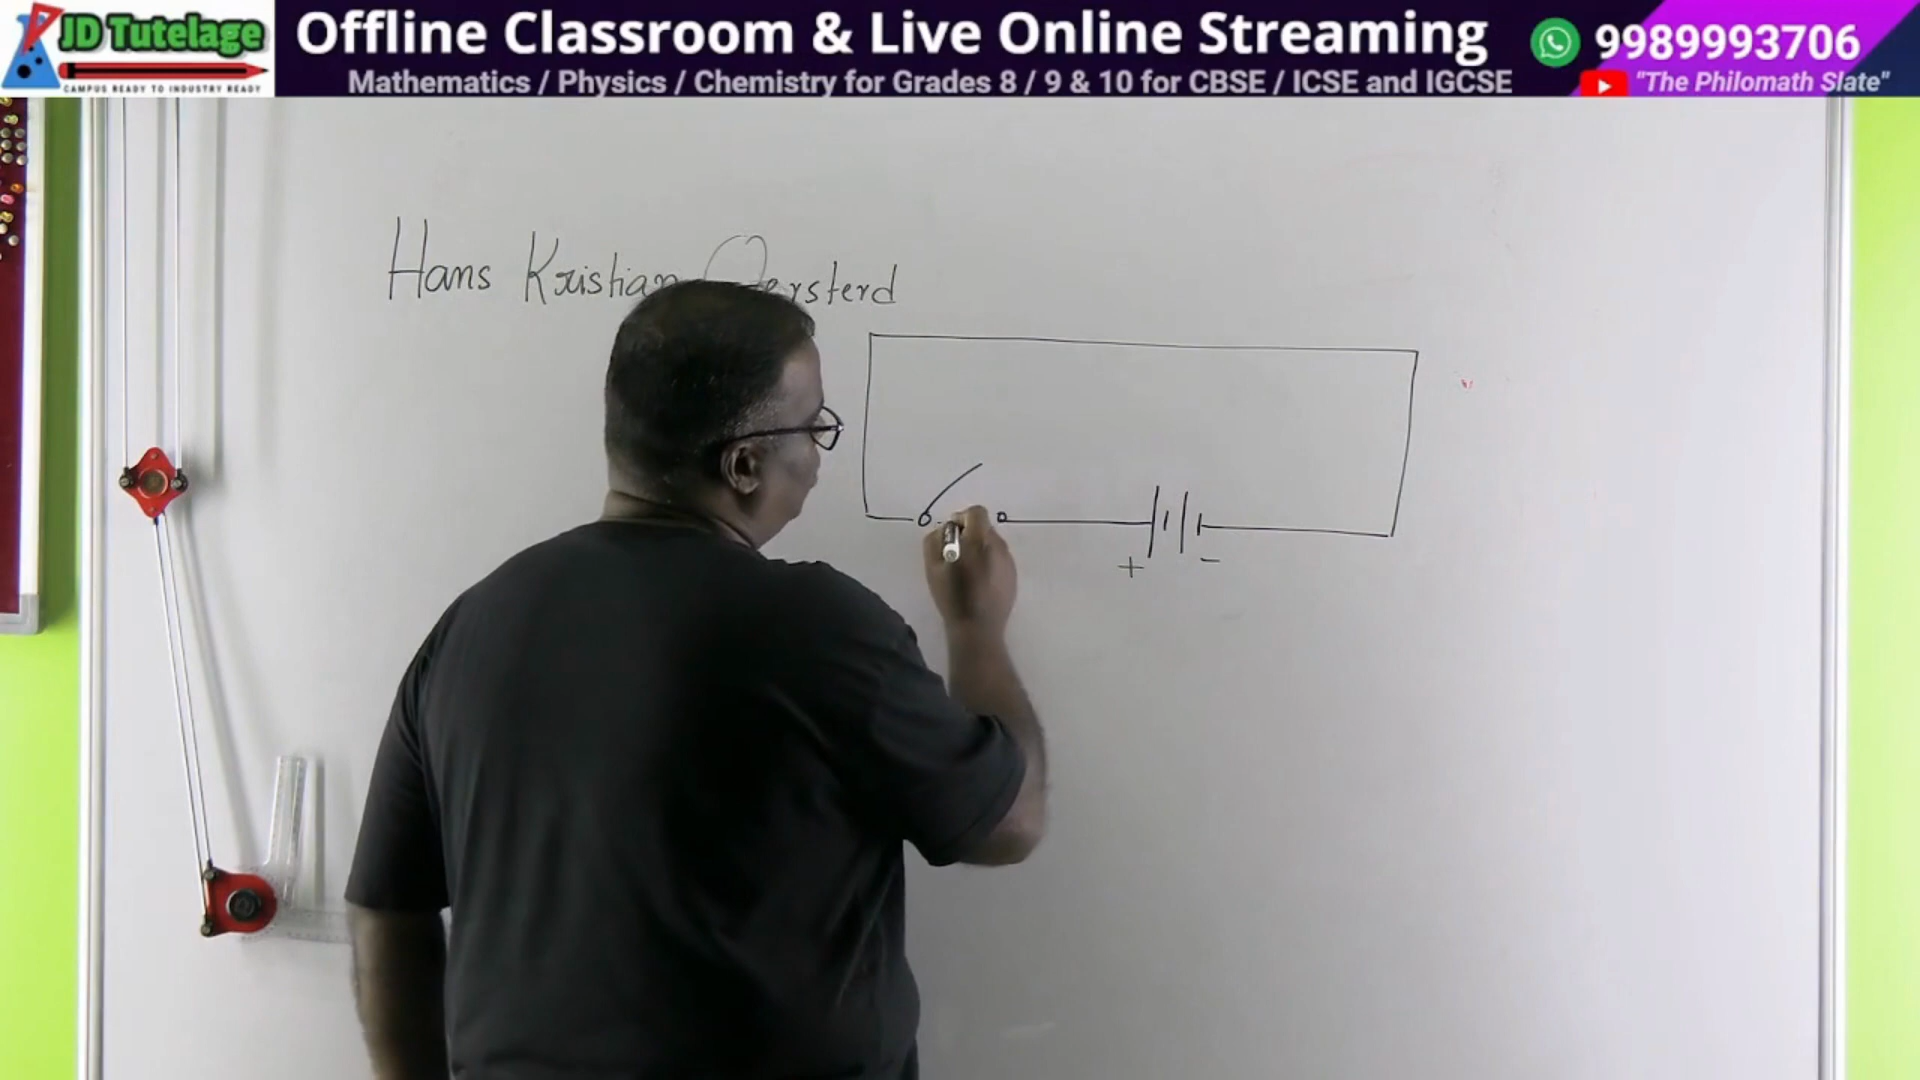 JD Tutelage
CAMPUS READY TO INDUSTRY READY
Offline Classroom & Live Online Streaming
Mathematics / Physics / Chemistry for Grades 8 / 9 & 10 for CBSE / ICSE and IGCSE
9989993706
"The Philomath Slate"
Hans Kristian Oersterd
+ -